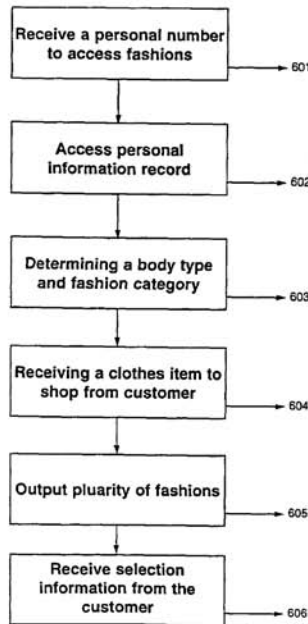 Receive a personal number
to access fashions
601
Access personal
information record
602
Determining a body type
and fashion category
603
Receiving a clothes item to
shop from customer
604
Output pluarity of fashions
605
Receive selection
information from the
customer
606